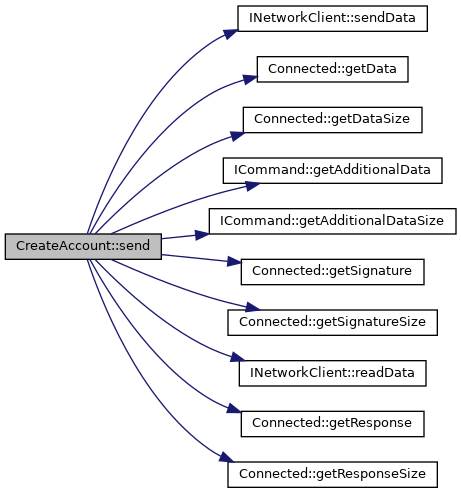 INetworkClient::sendData
Connected::getData
Connected::getDataSize
ICommand::getAdditionalData
ICommand::getAdditionalDataSize
CreateAccount::send
Connected::getSignature
Connected::getSignatureSize
INetworkClient::readData
Connected::getResponse
Connected::getResponseSize